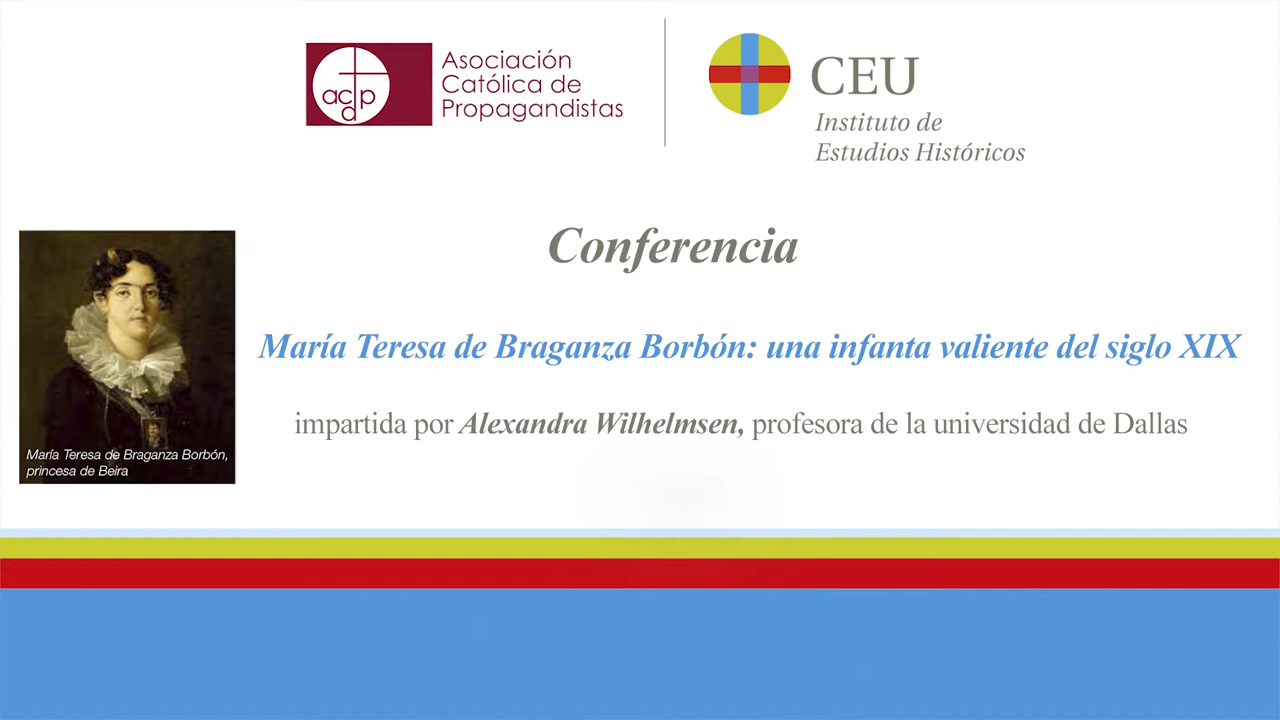 acdp
Asociación
Católica de
Propagandistas
CEU
Instituto de
Estudios Históricos
Conferencia
María Teresa de Braganza Borbón: una infanta valiente del siglo XIX
impartida por Alexandra Wilhelmsen, profesora de la universidad de Dallas
María Teresa de Braganza Borbón,
princesa de Beira